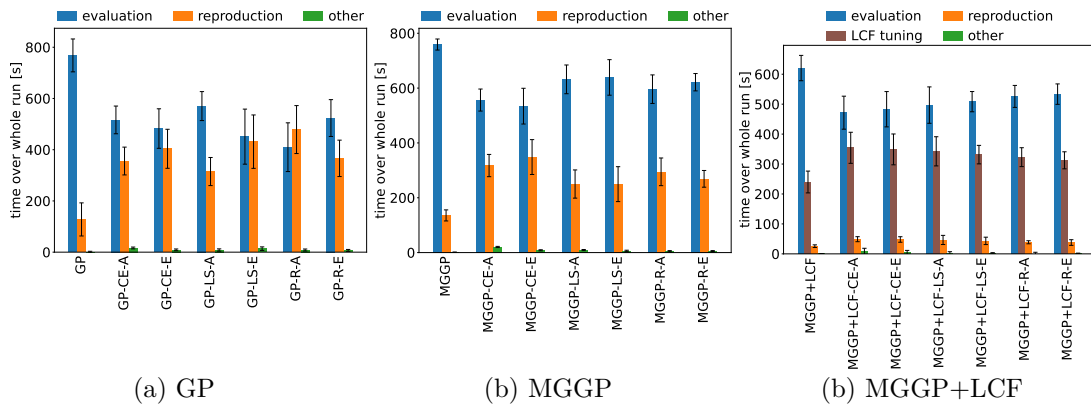 evaluation reproduction other
time over whole run [s]
800
600
400
200
0
GP
GP-CE-A
GP-CE-E
GP-LS-A
GP-LS-E
GP-R-A
GP-R-E
(a) GP
evaluation reproduction other
time over whole run [s]
800
600
400
200
0
MGGP
MGGP-CE-A
MGGP-CE-E
MGGP-LS-A
MGGP-LS-E
MGGP-R-A
MGGP-R-E
(b) MGGP
evaluation reproduction
LCF tuning other
time over whole run [s]
600
500
400
300
200
100
0
MGGP+LCF
MGGP+LCF-CE-A
MGGP+LCF-CE-E
MGGP+LCF-LS-A
MGGP+LCF-LS-E
MGGP+LCF-R-A
MGGP+LCF-R-E
(b) MGGP+LCF